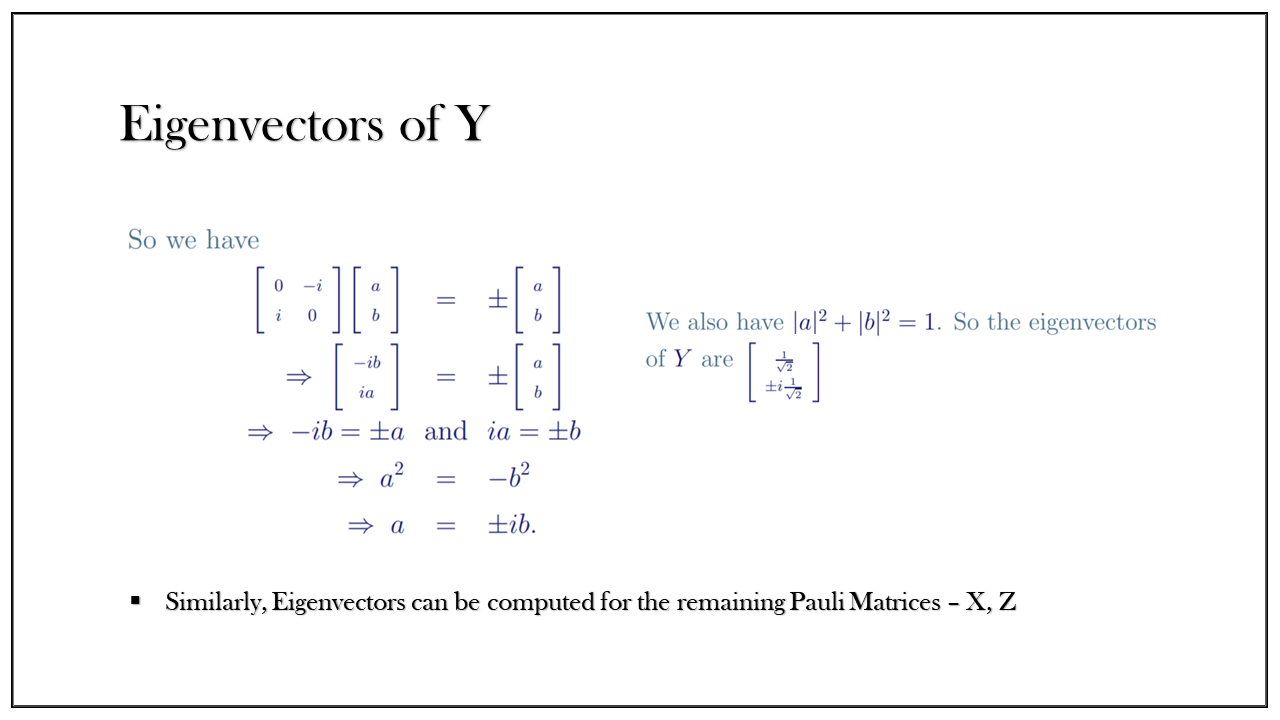 Eigenvectors of Y
So we have
[ 0 −i ; i 0 ] [ a ; b ] = ± [ a ; b ]
⇒ [ −ib ; ia ] = ± [ a ; b ]
⇒ −ib = ±a and ia = ±b
⇒ a² = −b²
⇒ a = ±ib.
We also have |a|² + |b|² = 1. So the eigenvectors
of Y are [ 1/√2 ; ±i 1/√2 ]
▪ Similarly, Eigenvectors can be computed for the remaining Pauli Matrices – X, Z